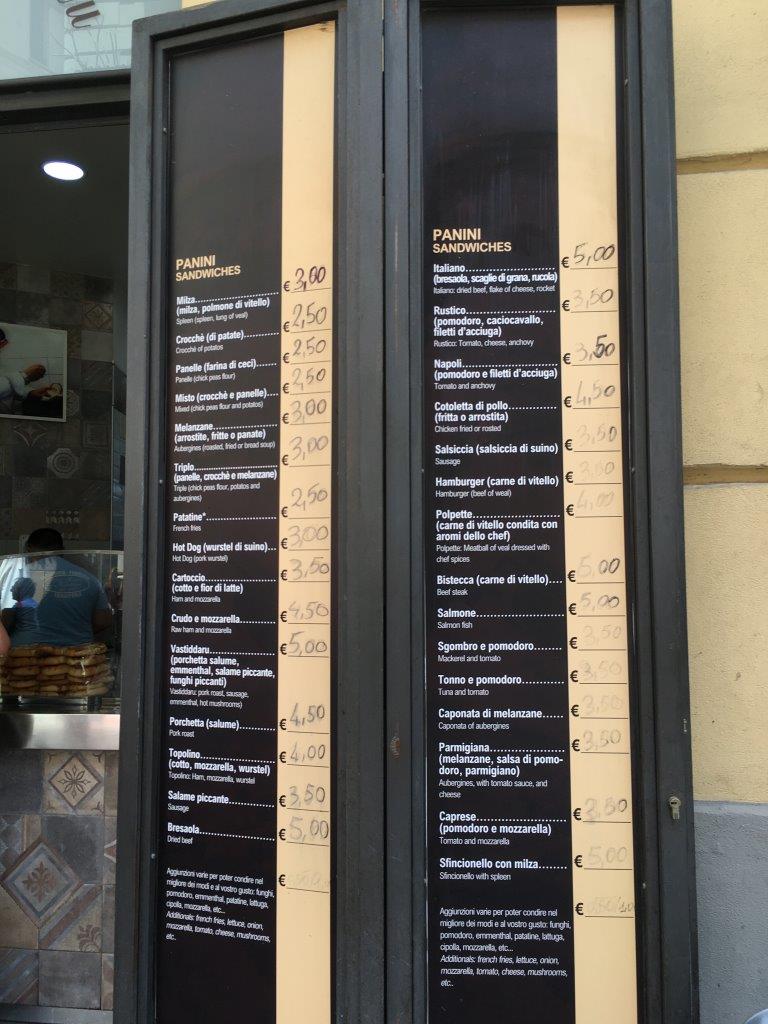 PANINI
SANDWICHES
Milza........................ € 3,00
(milza, polmone di vitello)
Spleen (spleen, lung of veal)
Crocchè (di patate)........... € 2,50
Crocchè of potatos
Panelle (farina di ceci)...... € 2,50
Panelle (chick peas flour)
Misto (crocchè e panelle).... € 2,50
Mixed (chick peas flour and potatos)
Melanzane.................... € 3,00
(arrostite, fritte o panate)
Aubergines (roasted, fried or bread soup)
Triplo........................ € 3,00
(panelle, crocchè e melanzane)
Triple (chick peas flour, potatos and
aubergines)
Patatine*..................... € 2,50
French fries
Hot Dog (wurstel di suino)... € 3,00
Hot Dog (pork wurstel)
Cartoccio..................... € 3,50
(cotto e fior di latte)
Ham and mozzarella
Crudo e mozzarella.......... € 4,50
Raw ham and mozzarella
Vastiddaru.................... € 5,00
(porchetta salume,
emmenthal, salame piccante,
funghi piccanti)
Vastiddaru: pork roast, sausage,
emmenthal, hot mushrooms)
Porchetta (salume).......... € 4,50
Pork roast
Topolino...................... € 4,00
(cotto, mozzarella, wurstel)
Topolino: Ham, mozzarella, wurstel
Salame piccante............. € 3,50
Sausage
Bresaola...................... € 5,00
Dried beef
€
Aggiunzioni varie per poter condire nel
migliore dei modi e al vostro gusto: funghi,
pomodoro, emmenthal, patatine, lattuga,
cipolla, mozzarella, etc...
Additionals: french fries, lettuce, onion,
mozzarella, tomato, cheese, mushrooms,
etc..
PANINI
SANDWICHES
Italiano....................... € 5,00
(bresaola, scaglie di grana, rucola)
Italiano: dried beef, flake of cheese, rocket
Rustico....................... € 3,50
(pomodoro, caciocavallo,
filetti d'acciuga)
Rustico: Tomato, cheese, anchovy
Napoli........................ € 3,50
(pomodoro e filetti d'acciuga)
Tomato and anchovy
Cotoletta di pollo............ € 4,50
(fritta o arrostita)
Chicken fried or rosted
Salsiccia (salsiccia di suino) € 3,50
Sausage
Hamburger (carne di vitello) €
Hamburger (beef of weal)
Polpette...................... € 4,00
(carne di vitello condita con
aromi dello chef)
Polpette: Meatball of veal dressed with
chef spices
Bistecca (carne di vitello).... € 5,00
Beef steak
Salmone...................... € 5,00
Salmon fish
Sgombro e pomodoro........ € 3,50
Mackerel and tomato
Tonno e pomodoro........... € 3,50
Tuna and tomato
Caponata di melanzane...... € 3,50
Caponata of aubergines
Parmigiana................... € 3,50
(melanzane, salsa di pomo-
doro, parmigiano)
Aubergines, with tomato sauce, and
cheese
Caprese...................... € 3,50
(pomodoro e mozzarella)
Tomato and mozzarella
Sfincionello con milza........ € 5,00
Sfincionello with spleen
€
Aggiunzioni varie per poter condire nel
migliore dei modi e al vostro gusto: funghi,
pomodoro, emmenthal, patatine, lattuga,
cipolla, mozzarella, etc...
Additionals: french fries, lettuce, onion,
mozzarella, tomato, cheese, mushrooms,
etc..